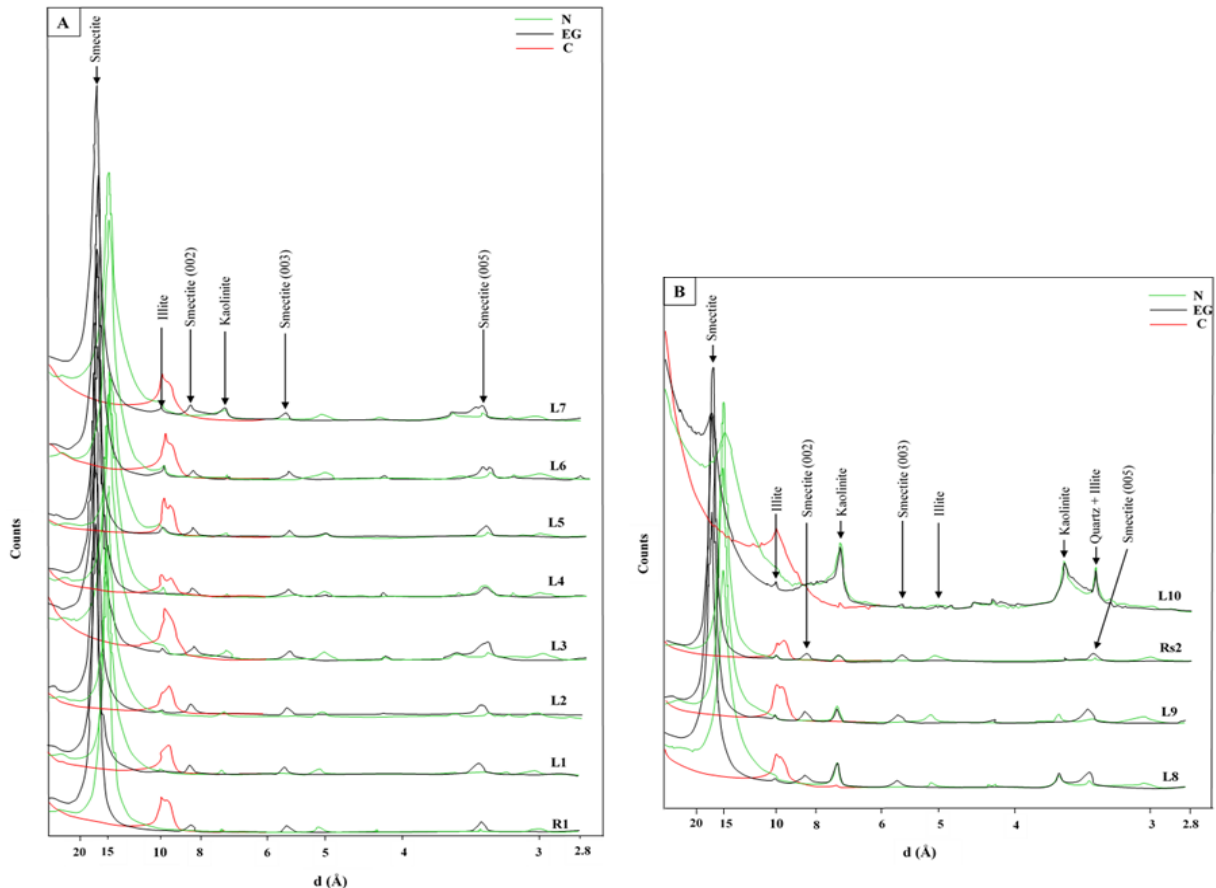 A
N
EG
C
Smectite
Illite
Smectite (002)
Kaolinite
Smectite (003)
Smectite (005)
L7
L6
L5
L4
L3
L2
L1
R1
Counts
20 15 10 8 6 4 3 2.8
d (Å)
B
N
EG
C
Smectite
Illite
Smectite (002)
Kaolinite
Smectite (003)
Illite
Kaolinite
Quartz + Illite
Smectite (005)
L10
Rs2
L9
L8
Counts
20 15 10 8 6 4 3 2.8
d (Å)